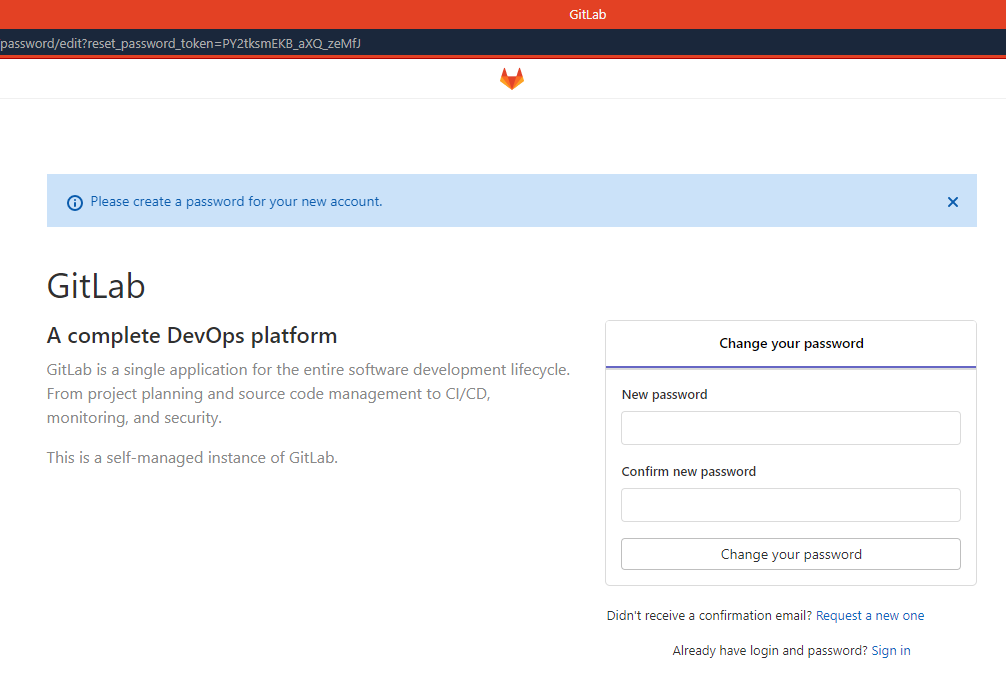 GitLab
password/edit?reset_password_token=PY2tksmEKB_aXQ_zeMfJ
Please create a password for your new account.
GitLab
A complete DevOps platform
GitLab is a single application for the entire software development lifecycle.
From project planning and source code management to CI/CD,
monitoring, and security.
This is a self-managed instance of GitLab.
Change your password
New password
Confirm new password
Change your password
Didn't receive a confirmation email? Request a new one
Already have login and password? Sign in